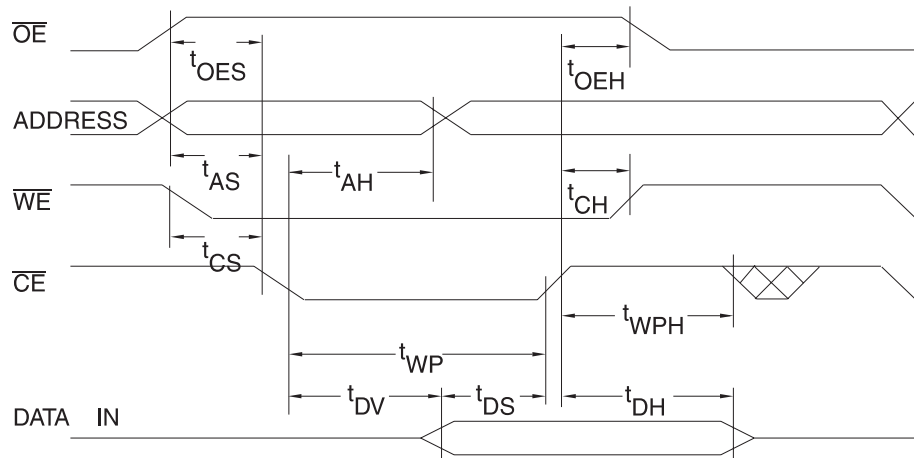 OE
tOES
tOEH
ADDRESS
tAS
tAH
tCH
WE
tCS
CE
tWPH
tWP
tDV
tDS
tDH
DATA IN